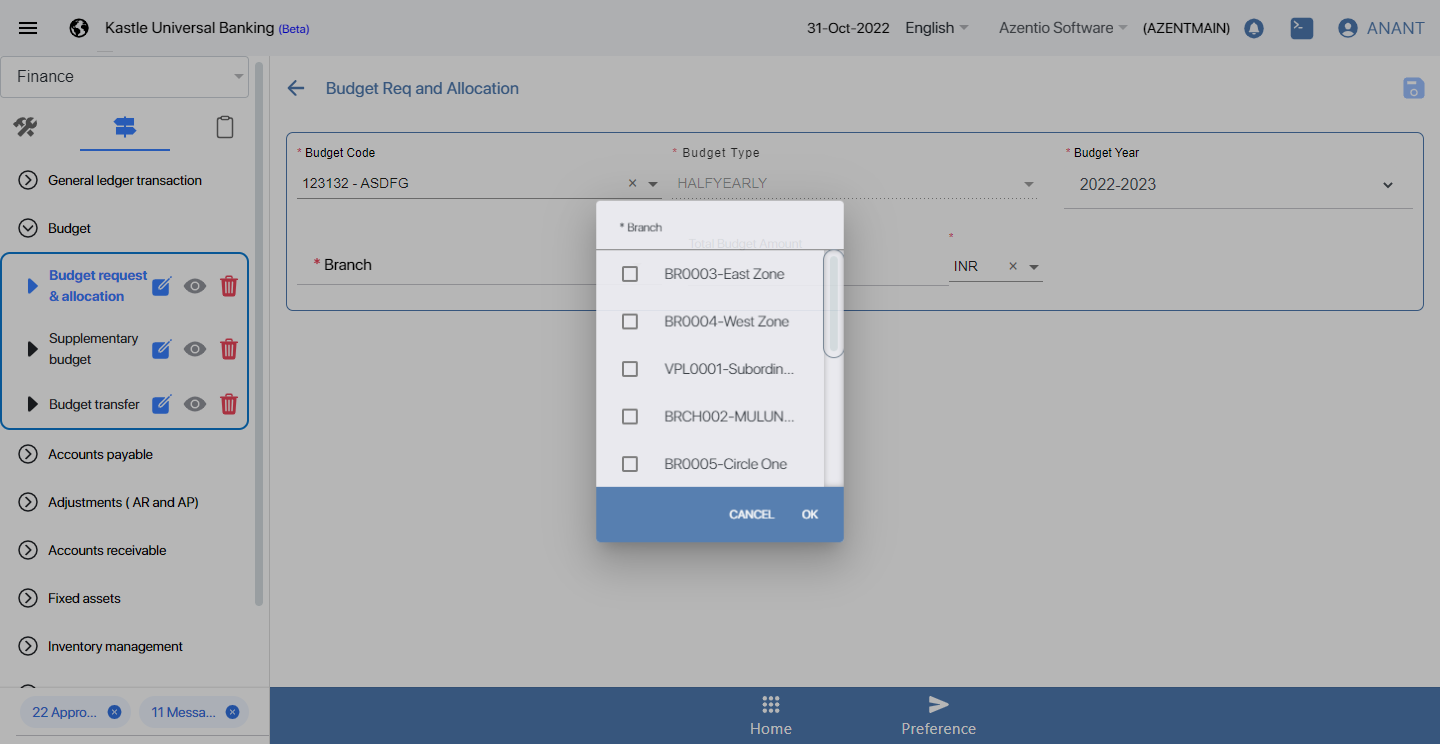 Kastle Universal Banking (Beta)
31-Oct-2022
English
Azentio Software
(AZENTMAIN)
ANANT
Finance
General ledger transaction
Budget
Budget request
& allocation
Supplementary
budget
Budget transfer
Accounts payable
Adjustments ( AR and AP)
Accounts receivable
Fixed assets
Inventory management
22 Appro...
11 Messa...
Budget Req and Allocation
* Budget Code
123132 - ASDFG
* Budget Type
HALFYEARLY
* Budget Year
2022-2023
* Branch
Total Budget Amount
*
INR
* Branch
BR0003-East Zone
BR0004-West Zone
VPL0001-Subordin...
BRCH002-MULUN...
BR0005-Circle One
CANCEL
OK
Home
Preference